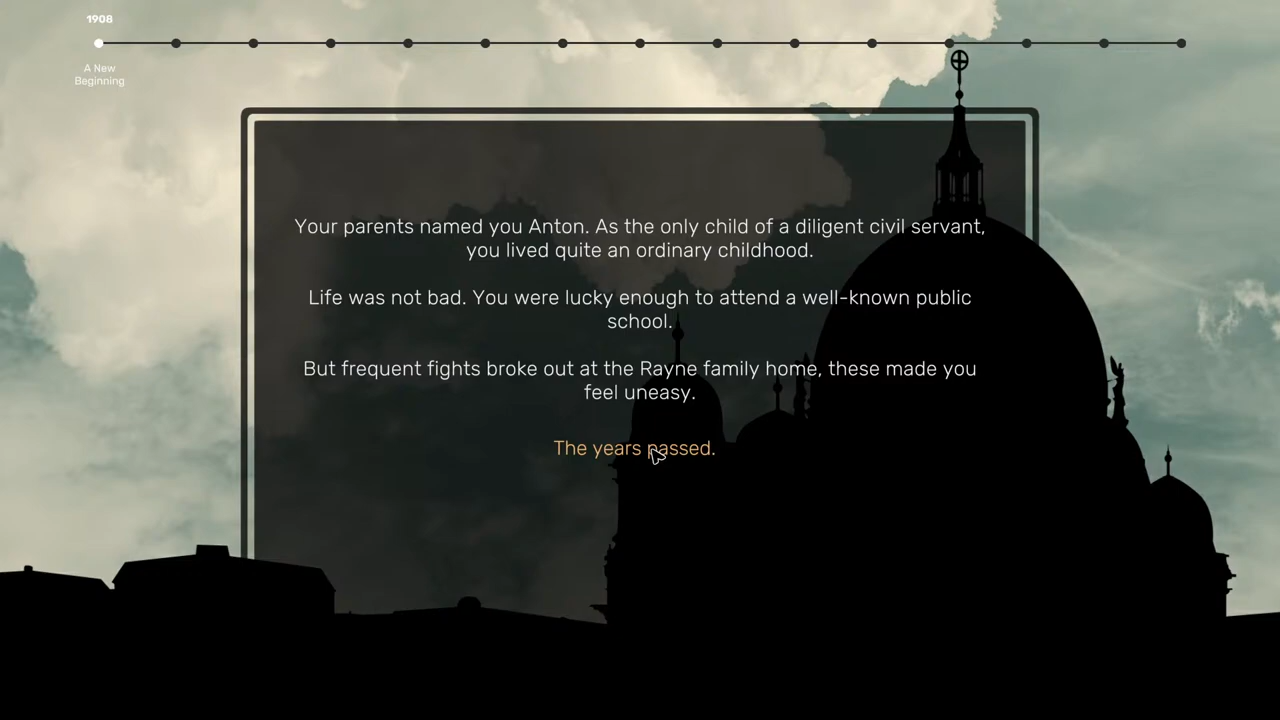 1908
A New
Beginning
Your parents named you Anton. As the only child of a diligent civil servant,
you lived quite an ordinary childhood.
Life was not bad. You were lucky enough to attend a well-known public
school.
But frequent fights broke out at the Rayne family home, these made you
feel uneasy.
The years passed.